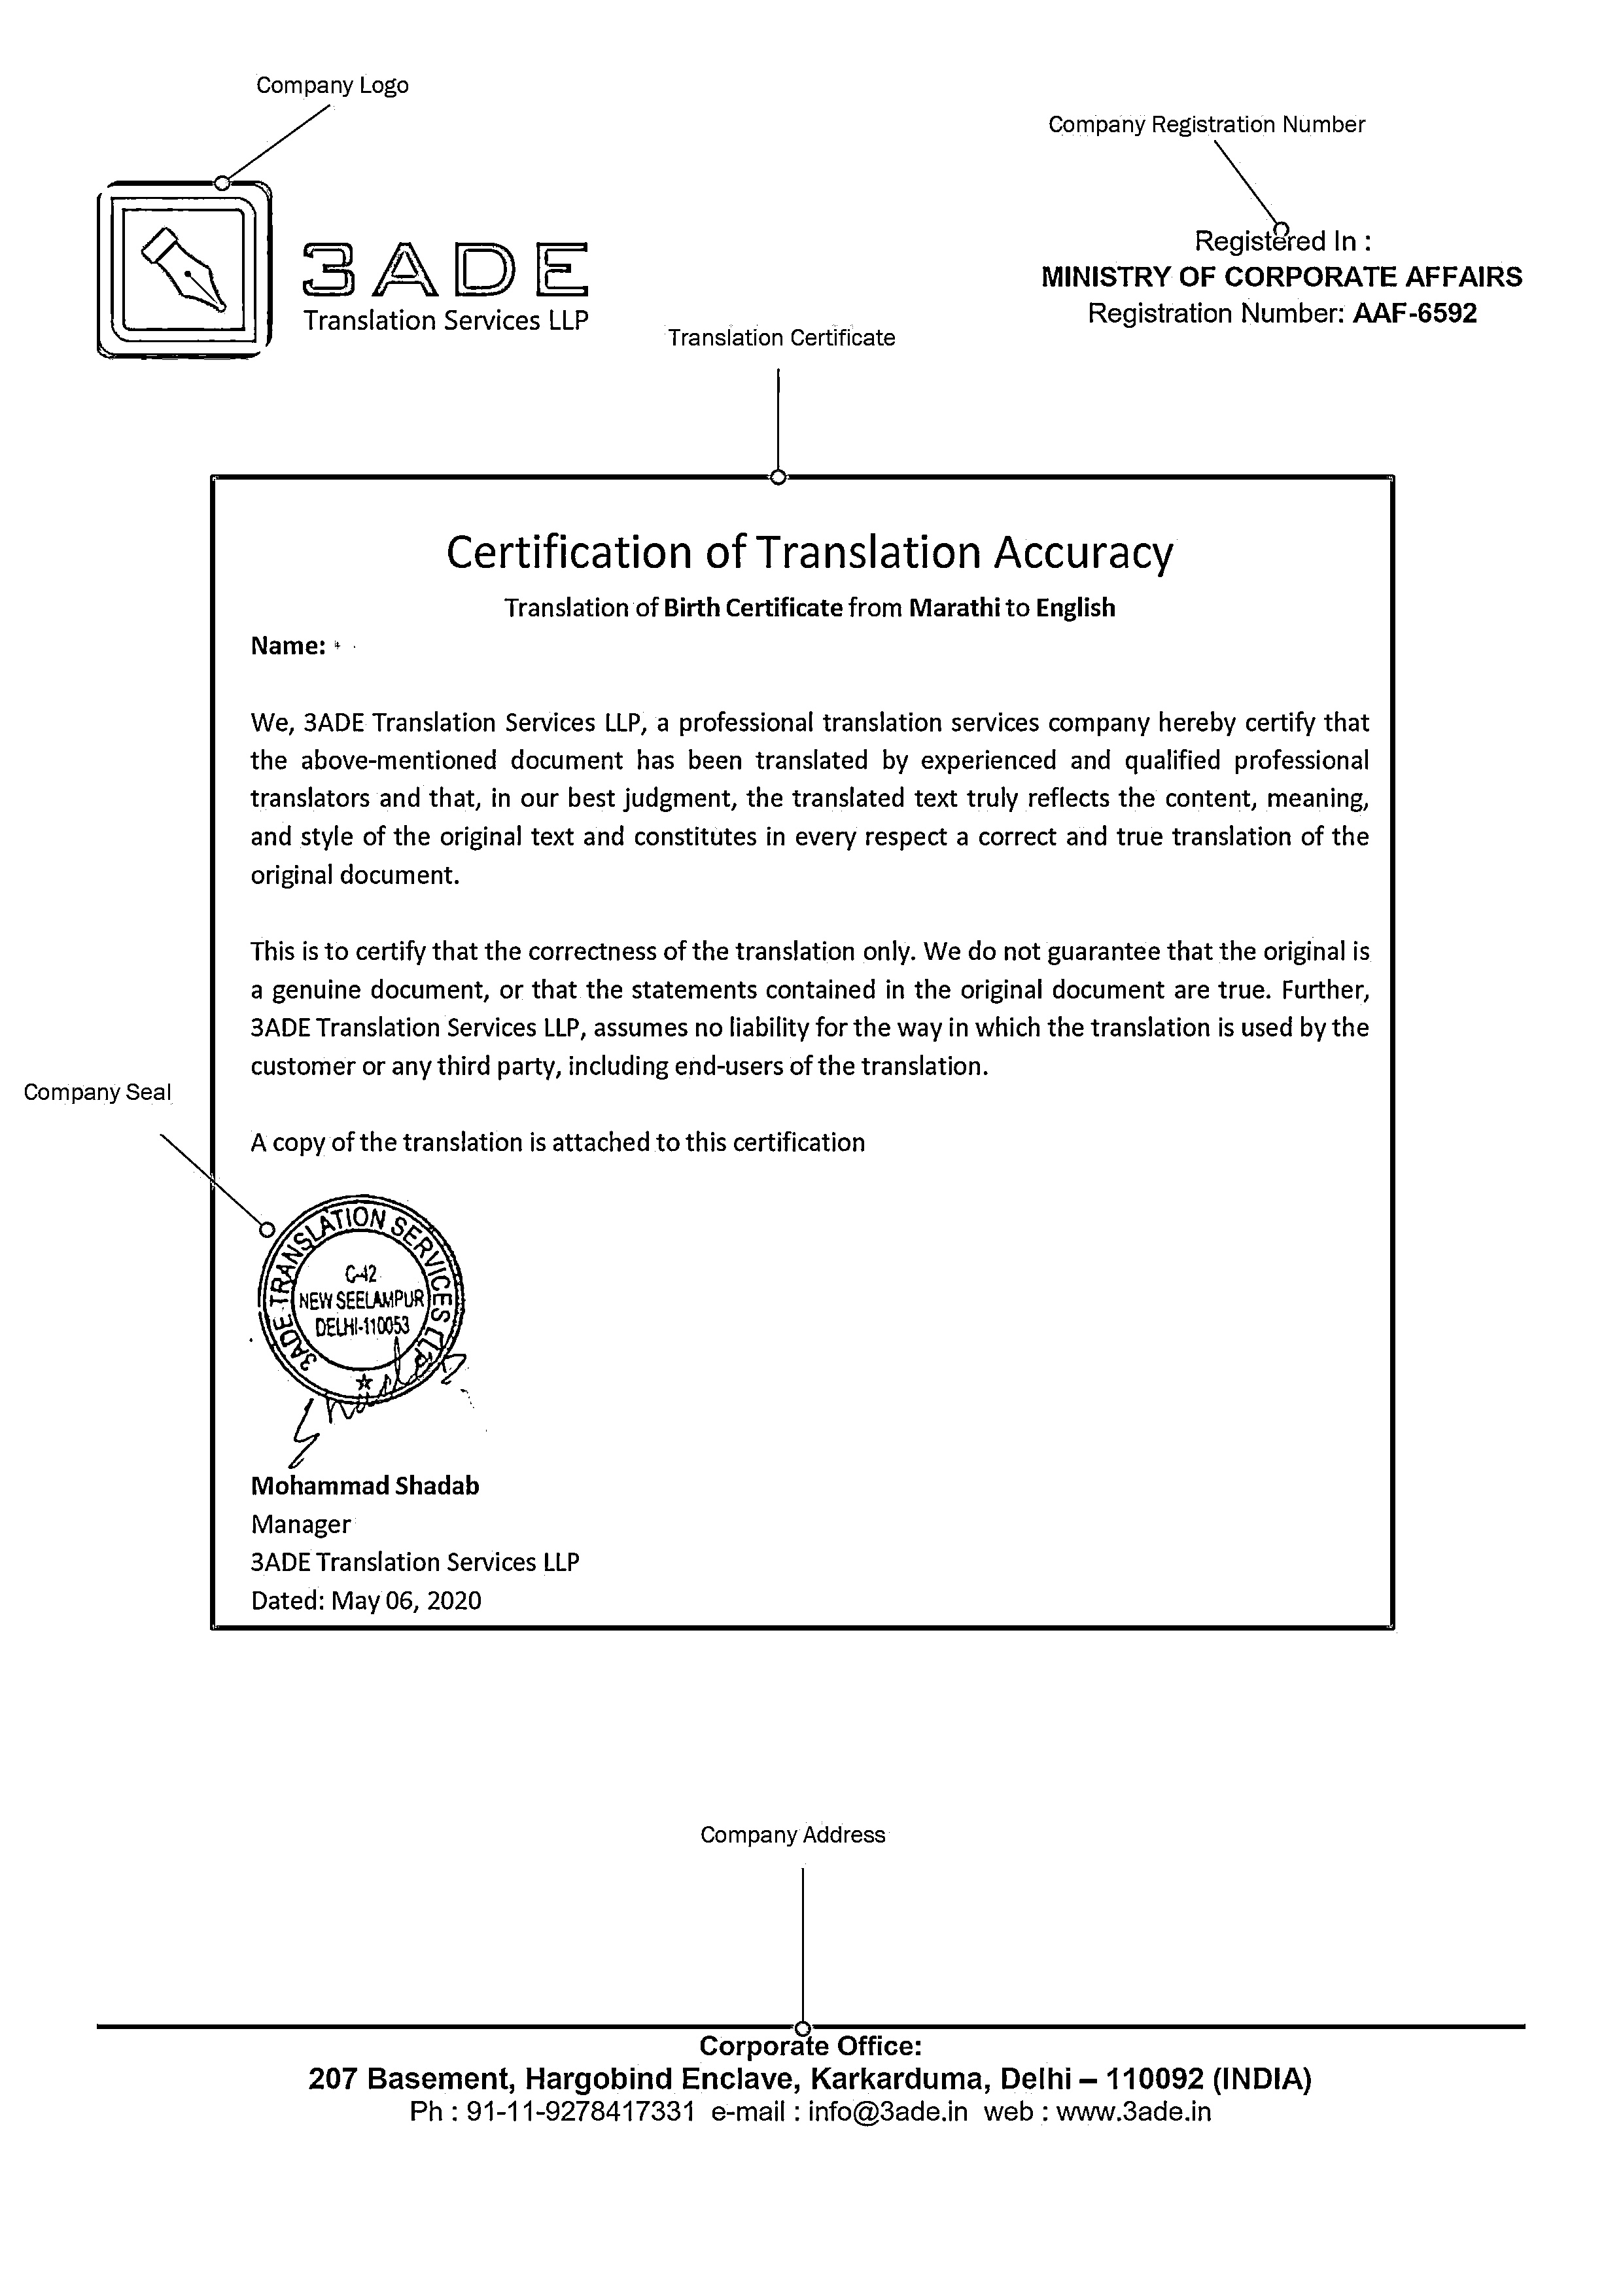 Company Logo
Company Registration Number
3ADE
Translation Services LLP
Registered In :
MINISTRY OF CORPORATE AFFAIRS
Registration Number: AAF-6592
Translation Certificate
Certification of Translation Accuracy
Translation of Birth Certificate from Marathi to English
Name:
We, 3ADE Translation Services LLP, a professional translation services company hereby certify that
the above-mentioned document has been translated by experienced and qualified professional
translators and that, in our best judgment, the translated text truly reflects the content, meaning,
and style of the original text and constitutes in every respect a correct and true translation of the
original document.
This is to certify that the correctness of the translation only. We do not guarantee that the original is
a genuine document, or that the statements contained in the original document are true. Further,
3ADE Translation Services LLP, assumes no liability for the way in which the translation is used by the
customer or any third party, including end-users of the translation.
Company Seal
A copy of the translation is attached to this certification
3ADE TRANSLATION SERVICES LLP
C-42
NEW SEELAMPUR
DELHI-110053
Mohammad Shadab
Manager
3ADE Translation Services LLP
Dated: May 06, 2020
Company Address
Corporate Office:
207 Basement, Hargobind Enclave, Karkarduma, Delhi – 110092 (INDIA)
Ph : 91-11-9278417331 e-mail : info@3ade.in web : www.3ade.in